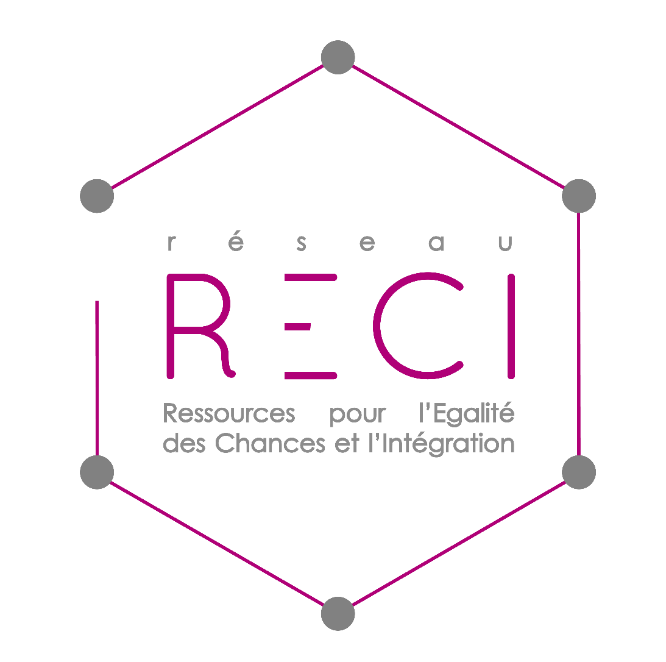 réseau
RECI
Ressources pour l'Egalité
des Chances et l'Intégration